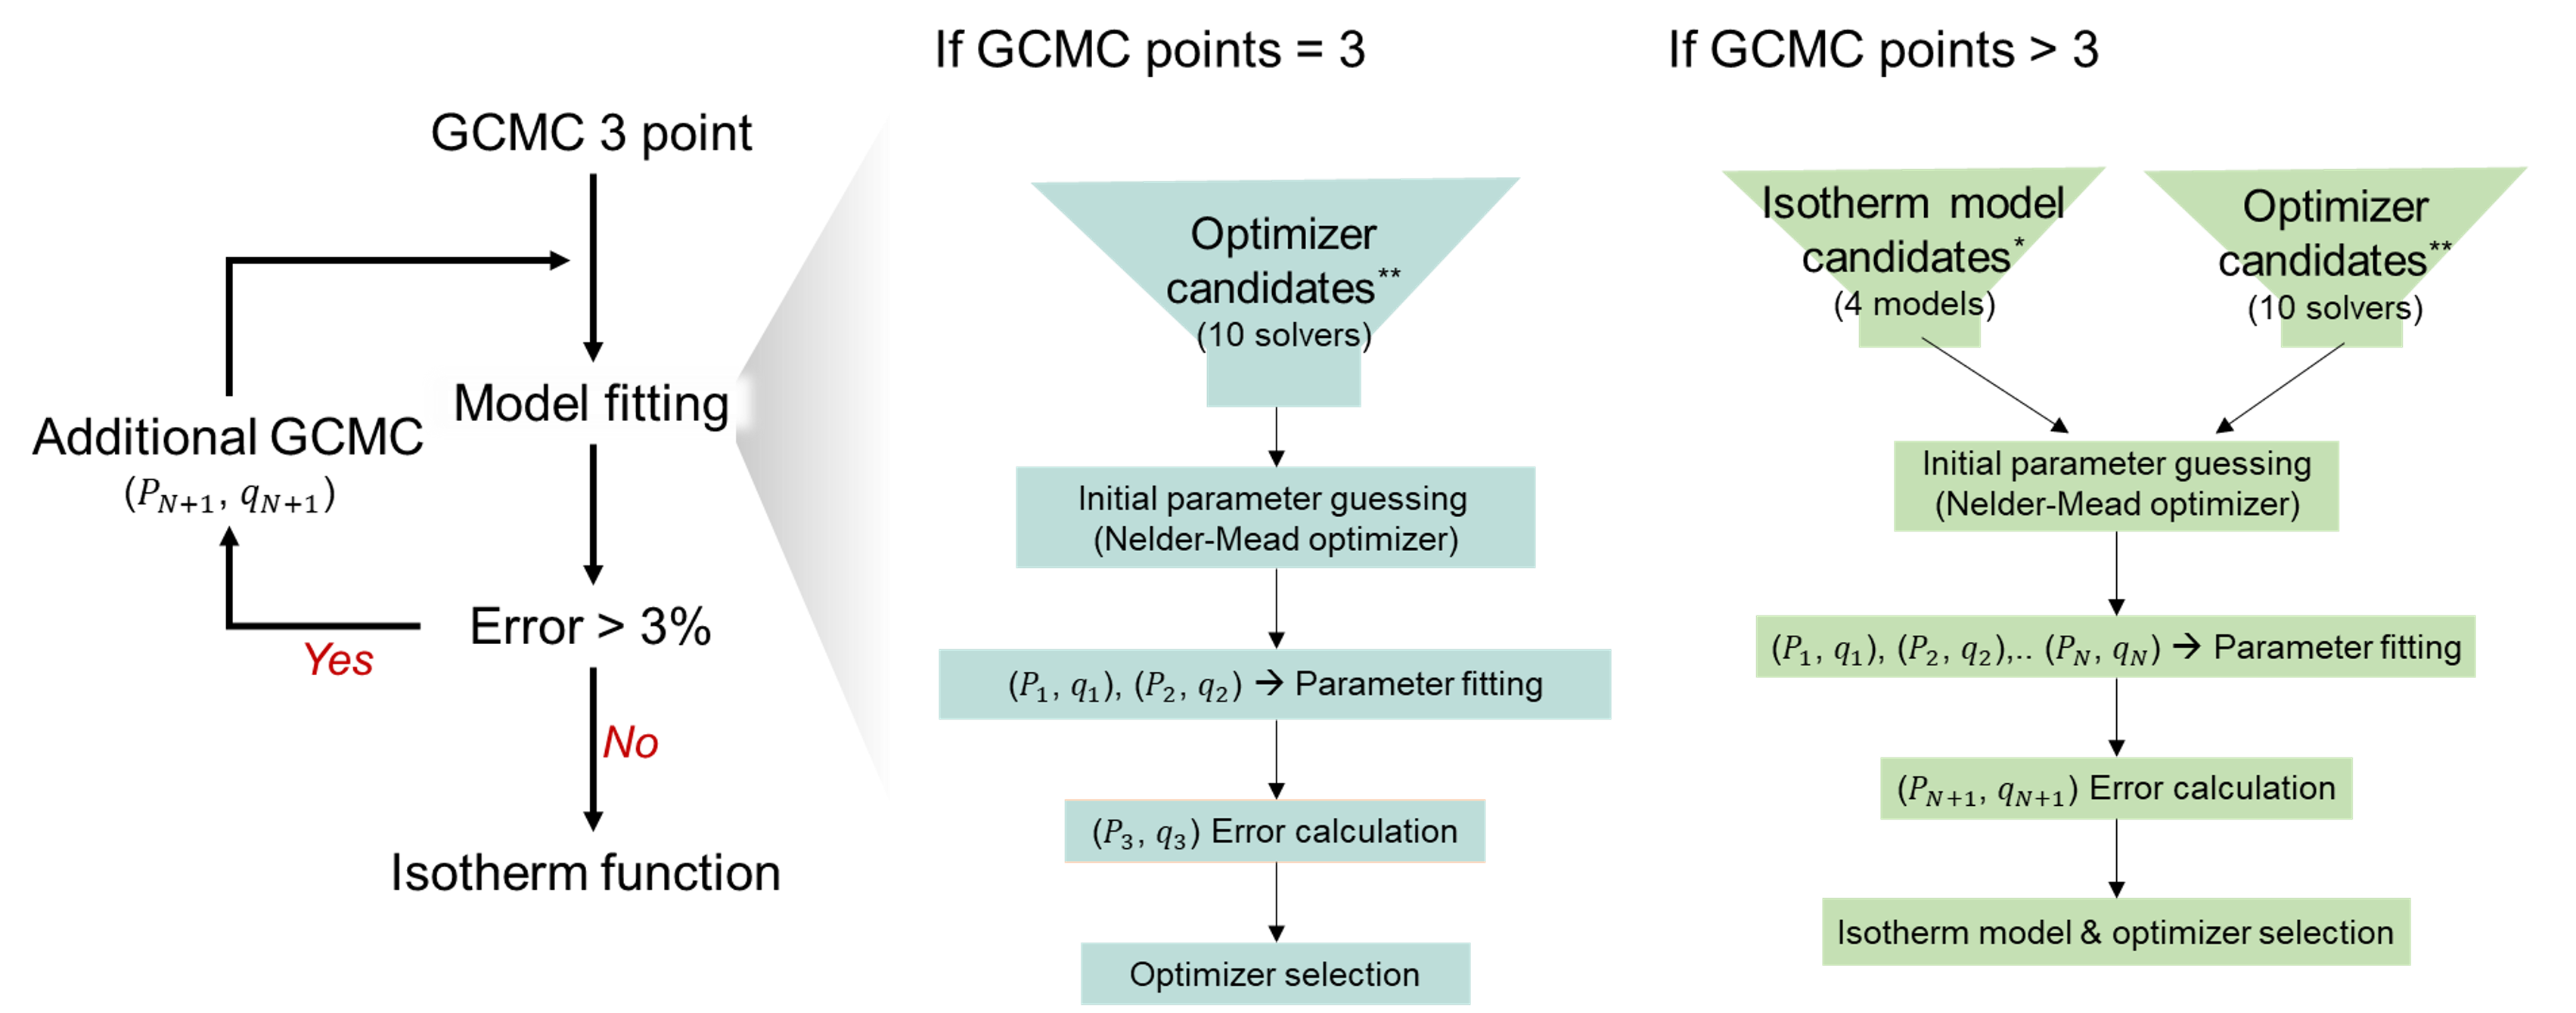 GCMC 3 point
Model fitting
Additional GCMC
(P_{N+1}, q_{N+1})
Error > 3%
Yes
No
Isotherm function
If GCMC points = 3
Optimizer
candidates**
(10 solvers)
Initial parameter guessing
(Nelder-Mead optimizer)
(P_1, q_1), (P_2, q_2) → Parameter fitting
(P_3, q_3) Error calculation
Optimizer selection
If GCMC points > 3
Isotherm model
candidates*
(4 models)
Optimizer
candidates**
(10 solvers)
Initial parameter guessing
(Nelder-Mead optimizer)
(P_1, q_1), (P_2, q_2),.. (P_N, q_N) → Parameter fitting
(P_{N+1}, q_{N+1}) Error calculation
Isotherm model & optimizer selection